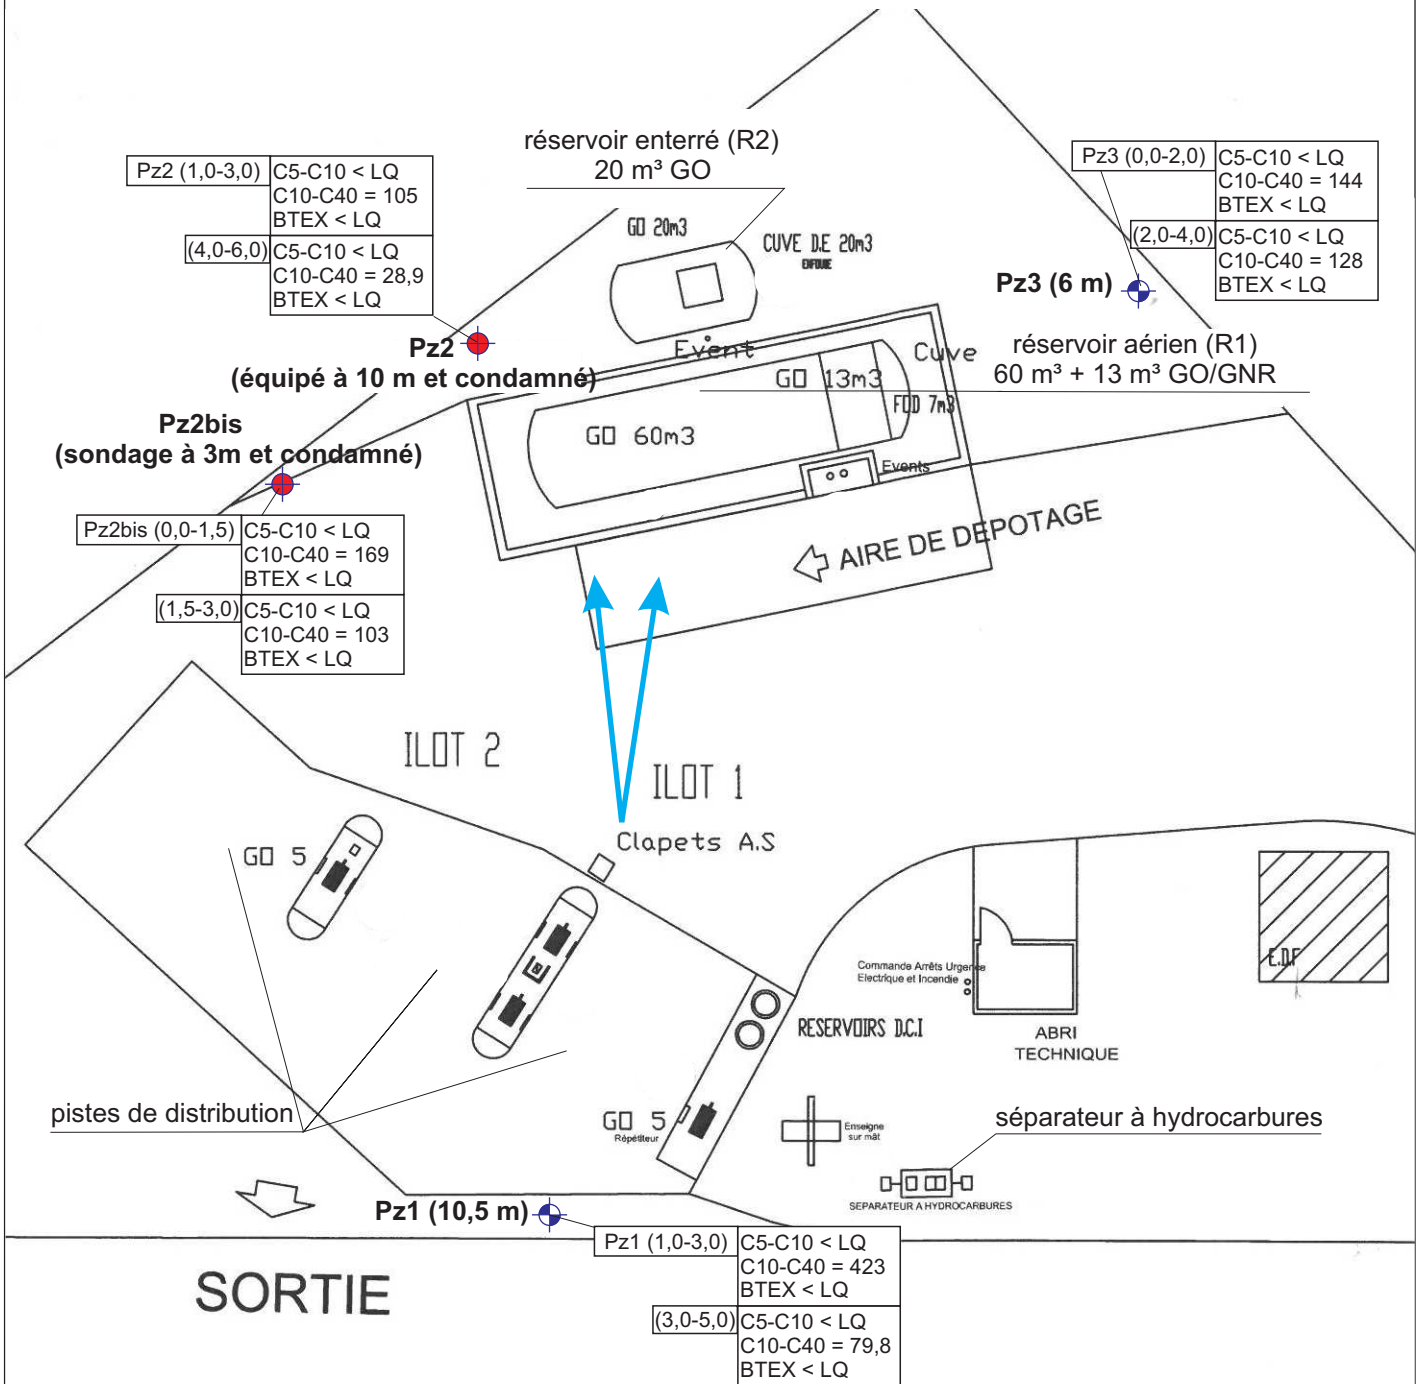 réservoir enterré (R2)
20 m³ GO
Pz2 (1,0-3,0)
C5-C10 < LQ
C10-C40 = 105
BTEX < LQ
(4,0-6,0)
C5-C10 < LQ
C10-C40 = 28,9
BTEX < LQ
Pz3 (0,0-2,0)
C5-C10 < LQ
C10-C40 = 144
BTEX < LQ
(2,0-4,0)
C5-C10 < LQ
C10-C40 = 128
BTEX < LQ
GO 20m3
CUVE D.E 20m3
ENFOUIE
Pz3 (6 m)
Pz2
(équipé à 10 m et condamné)
Event
Cuve
réservoir aérien (R1)
60 m³ + 13 m³ GO/GNR
GO 13m3
FOD 7m3
GO 60m3
Events
Pz2bis
(sondage à 3m et condamné)
Pz2bis (0,0-1,5)
C5-C10 < LQ
C10-C40 = 169
BTEX < LQ
(1,5-3,0)
C5-C10 < LQ
C10-C40 = 103
BTEX < LQ
AIRE DE DEPOTAGE
ILOT 2
ILOT 1
Clapets A.S
GO 5
Commande Arrêts Urgence
Electrique et Incendie
E.D.F
RESERVOIRS D.C.I
ABRI
TECHNIQUE
pistes de distribution
GO 5
Répétiteur
Enseigne
sur mât
séparateur à hydrocarbures
SEPARATEUR A HYDROCARBURES
Pz1 (10,5 m)
Pz1 (1,0-3,0)
C5-C10 < LQ
C10-C40 = 423
BTEX < LQ
(3,0-5,0)
C5-C10 < LQ
C10-C40 = 79,8
BTEX < LQ
SORTIE